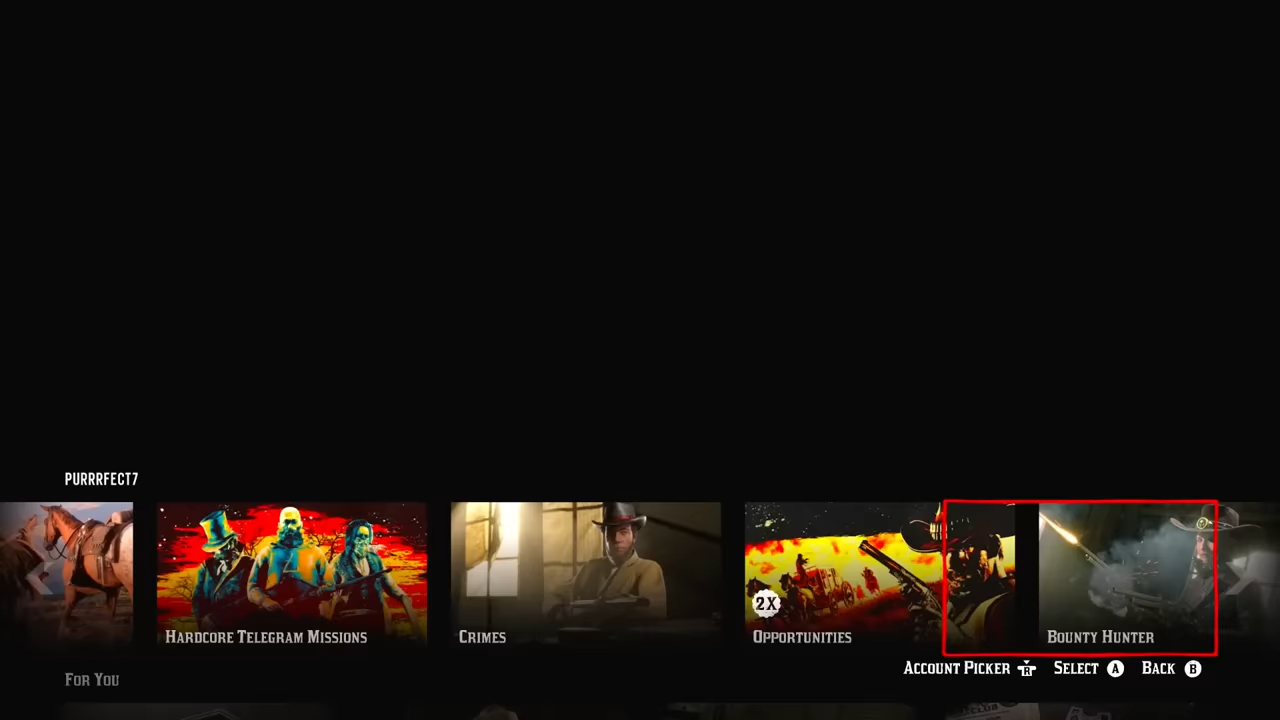 PURRRFECT7
2X
Hardcore Telegram Missions
Crimes
Opportunities
Bounty Hunter
Account Picker R
Select A
Back B
For You